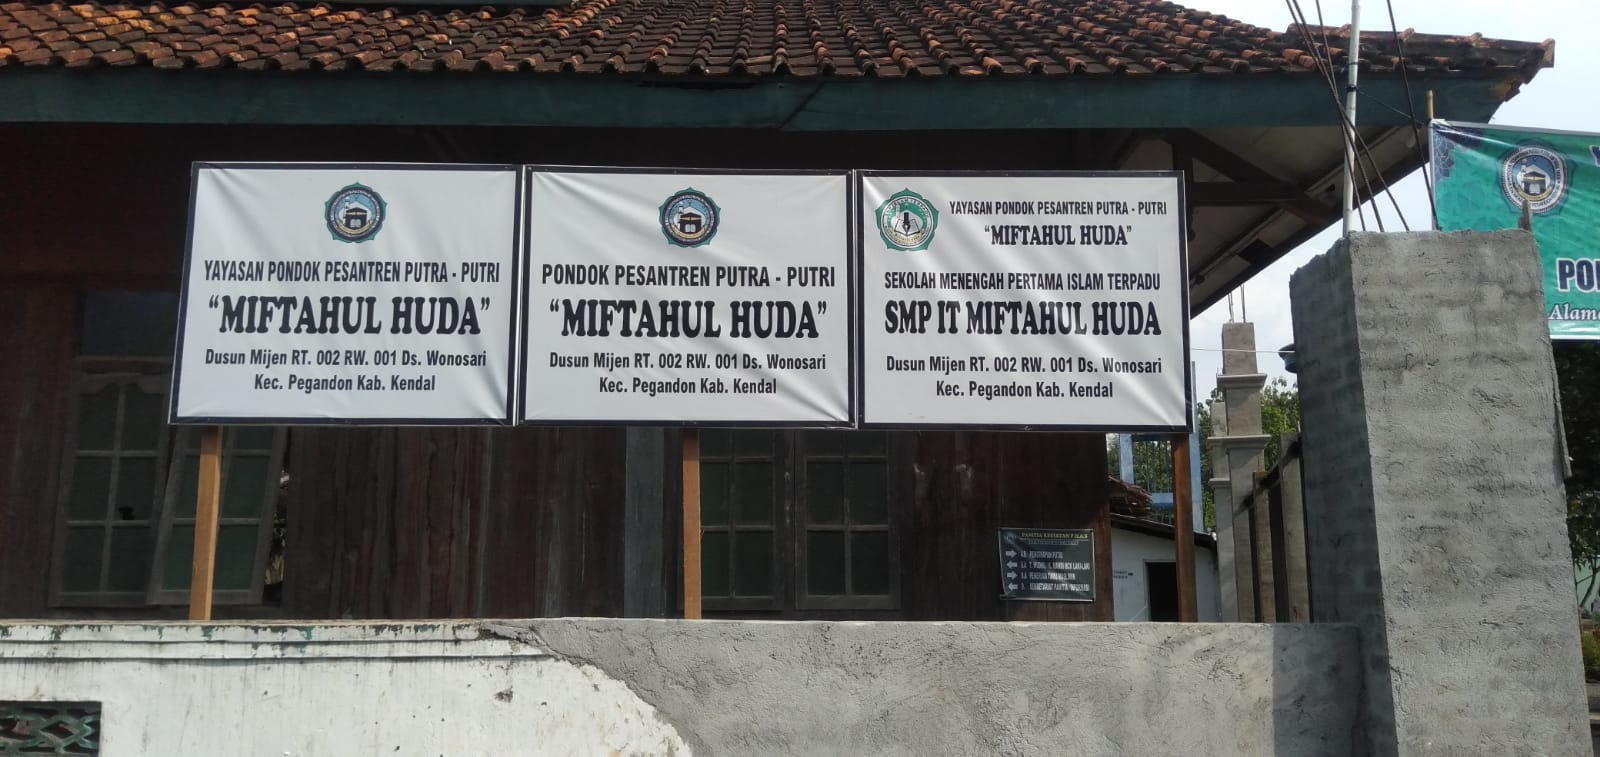 YAYASAN PONDOK PESANTREN PUTRA - PUTRI
"MIFTAHUL HUDA"
Dusun Mijen RT. 002 RW. 001 Ds. Wonosari
Kec. Pegandon Kab. Kendal
PONDOK PESANTREN PUTRA - PUTRI
"MIFTAHUL HUDA"
Dusun Mijen RT. 002 RW. 001 Ds. Wonosari
Kec. Pegandon Kab. Kendal
YAYASAN PONDOK PESANTREN PUTRA - PUTRI
"MIFTAHUL HUDA"
SEKOLAH MENENGAH PERTAMA ISLAM TERPADU
SMP IT MIFTAHUL HUDA
Dusun Mijen RT. 002 RW. 001 Ds. Wonosari
Kec. Pegandon Kab. Kendal
PANITIA KEGIATAN